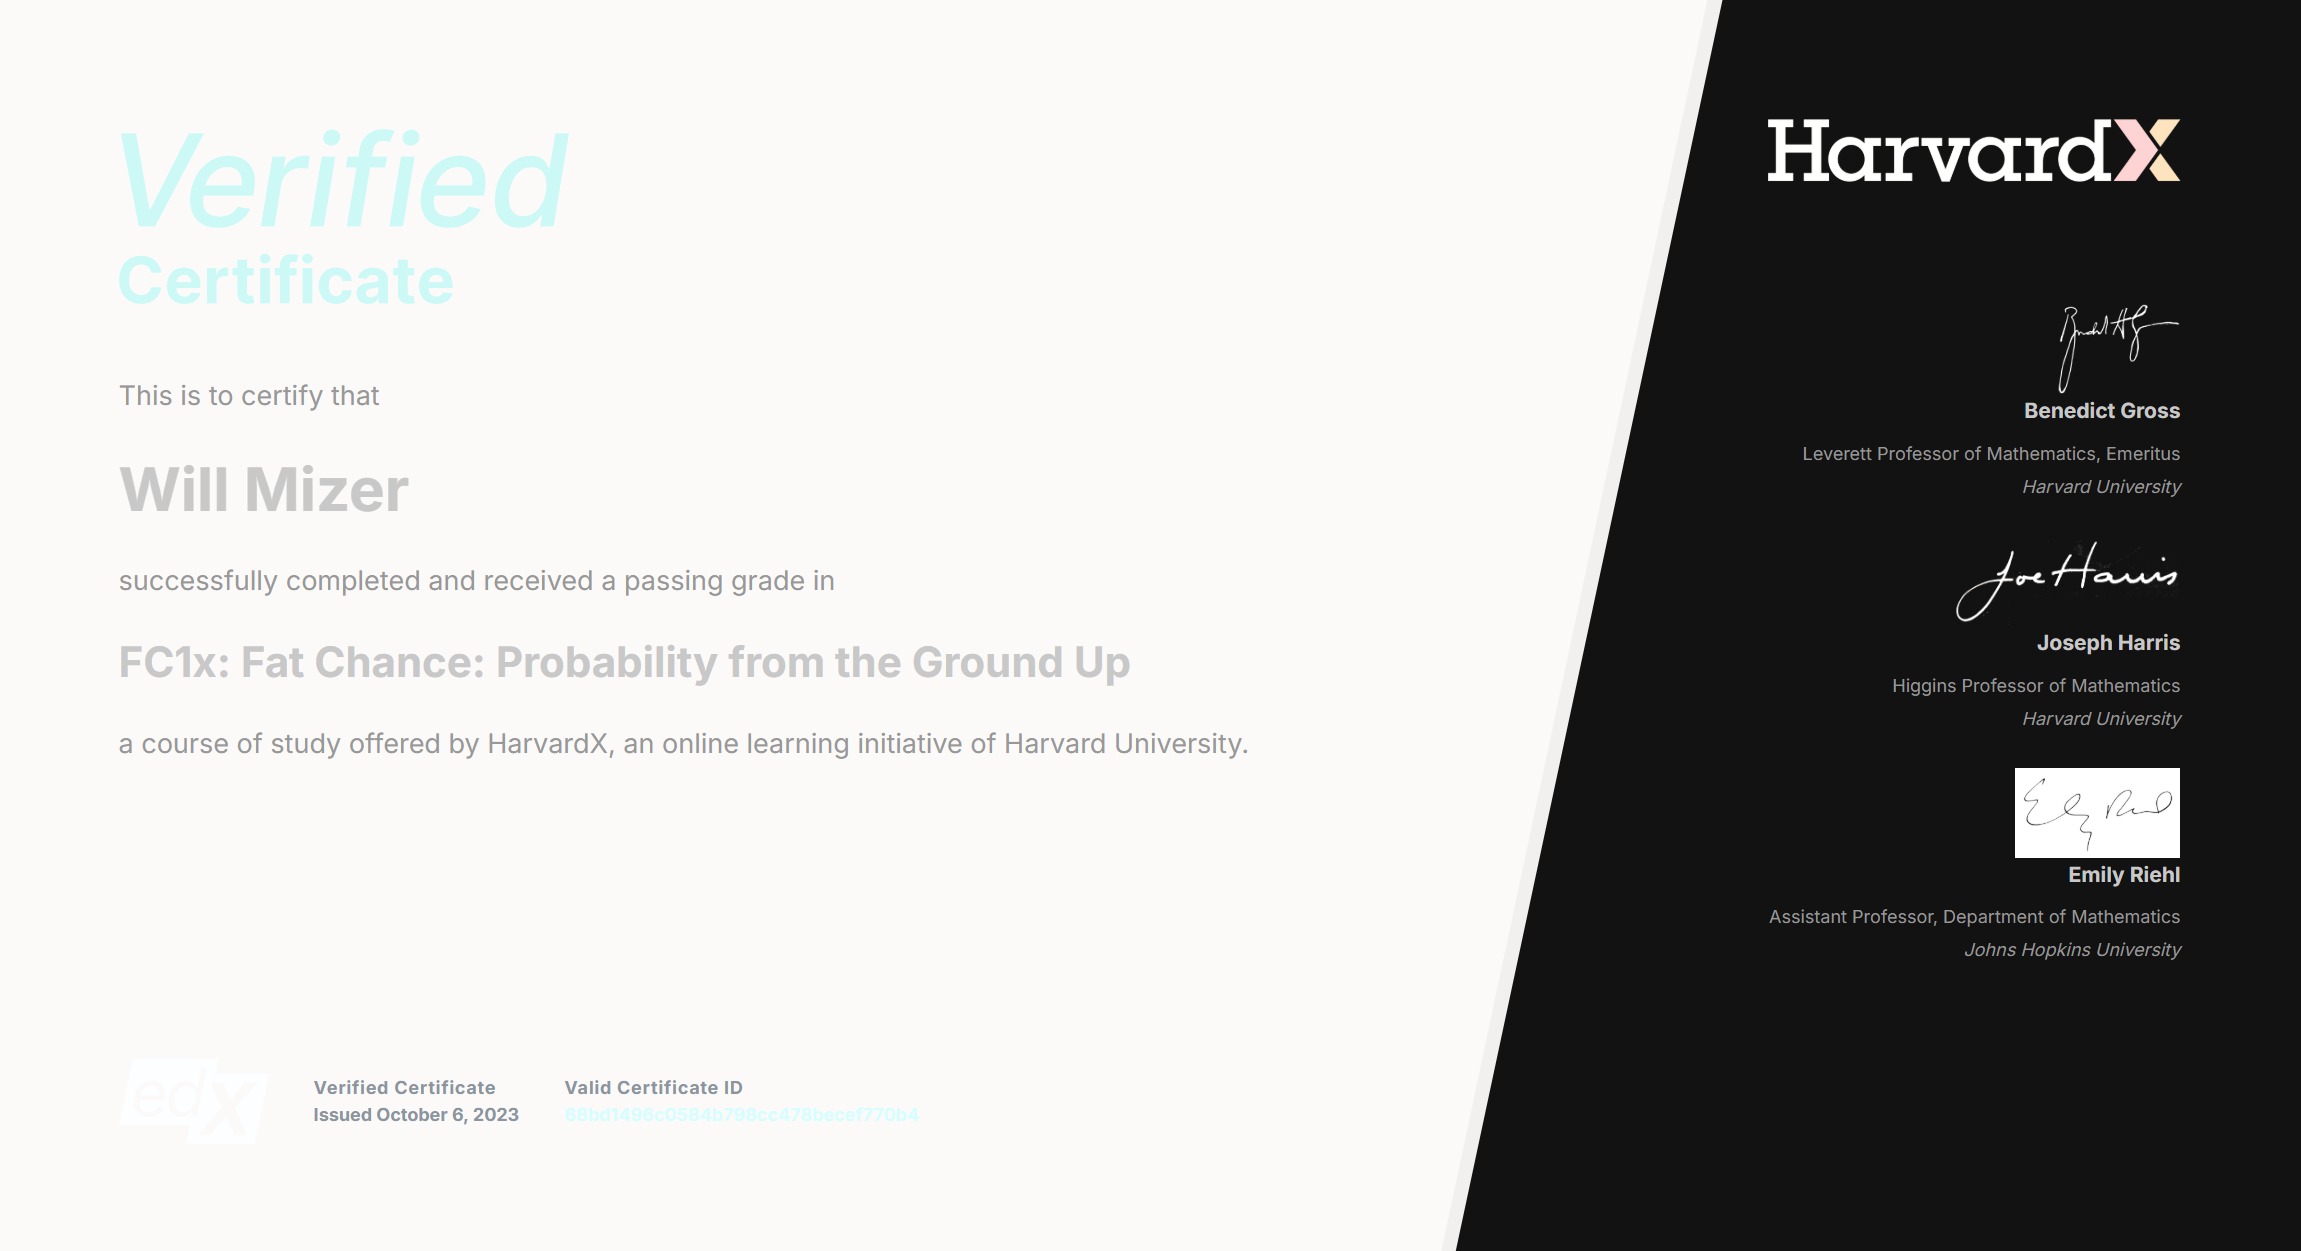 Verified
Certificate
This is to certify that
Will Mizer
successfully completed and received a passing grade in
FC1x: Fat Chance: Probability from the Ground Up
a course of study offered by HarvardX, an online learning initiative of Harvard University.
edX
Verified Certificate
Issued October 6, 2023
Valid Certificate ID
68bd1496c0584b798cc478becef770b4
HarvardX
Benedict Gross
Leverett Professor of Mathematics, Emeritus
Harvard University
Joe Harris
Joseph Harris
Higgins Professor of Mathematics
Harvard University
Emily Riehl
Assistant Professor, Department of Mathematics
Johns Hopkins University